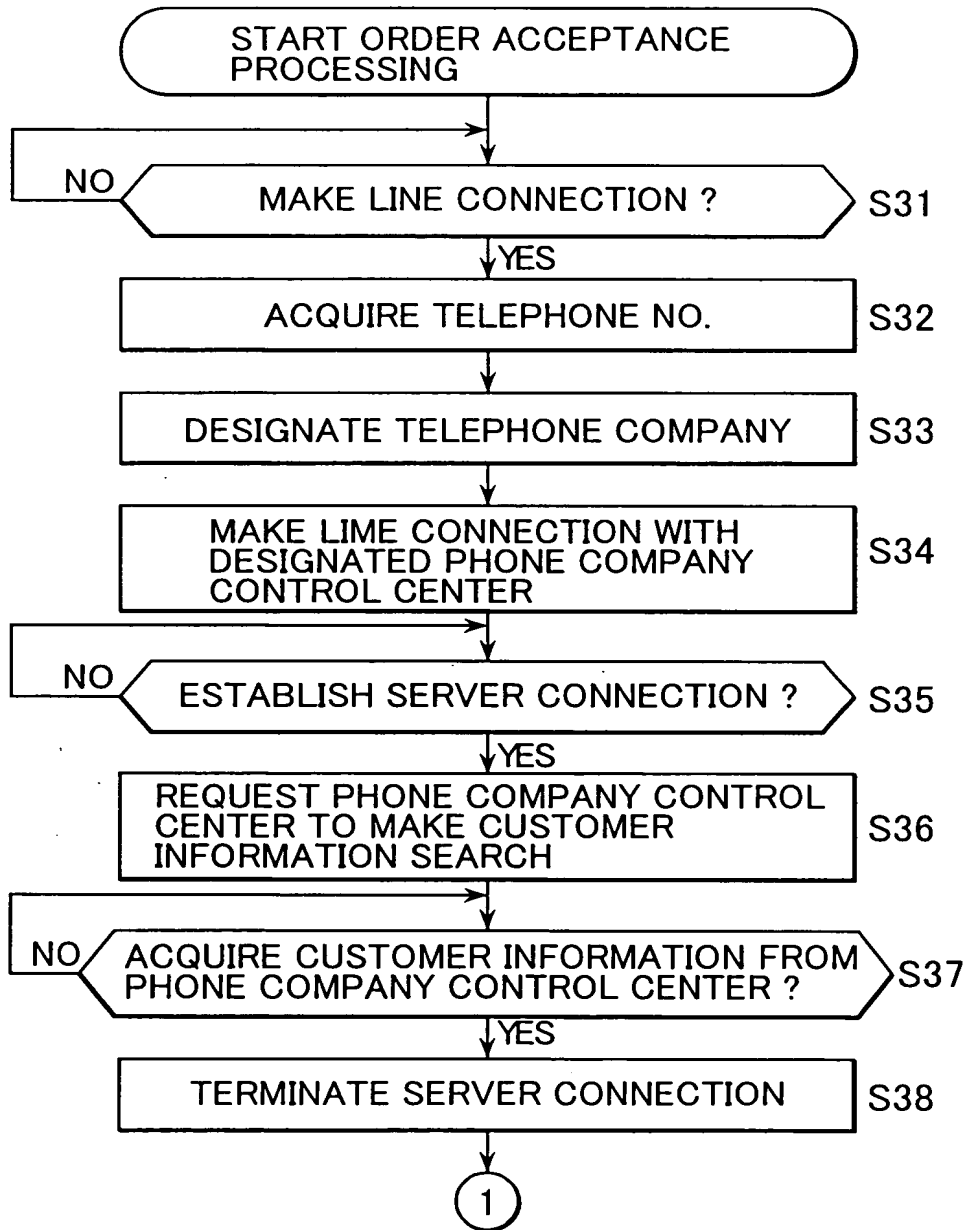 START ORDER ACCEPTANCE
PROCESSING
NO
MAKE LINE CONNECTION ?
S31
YES
ACQUIRE TELEPHONE NO.
S32
DESIGNATE TELEPHONE COMPANY
S33
MAKE LIME CONNECTION WITH
DESIGNATED PHONE COMPANY
CONTROL CENTER
S34
NO
ESTABLISH SERVER CONNECTION ?
S35
YES
REQUEST PHONE COMPANY CONTROL
CENTER TO MAKE CUSTOMER
INFORMATION SEARCH
S36
NO
ACQUIRE CUSTOMER INFORMATION FROM
PHONE COMPANY CONTROL CENTER ?
S37
YES
TERMINATE SERVER CONNECTION
S38
1